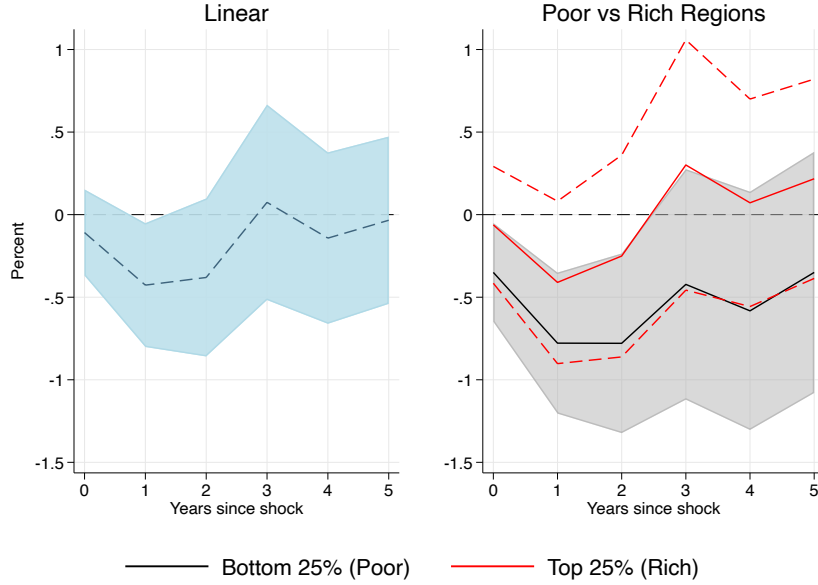 Linear
Poor vs Rich Regions
Percent
1
.5
0
-.5
-1
-1.5
0 1 2 3 4 5
Years since shock
1
.5
0
-.5
-1
-1.5
0 1 2 3 4 5
Years since shock
Bottom 25% (Poor)
Top 25% (Rich)